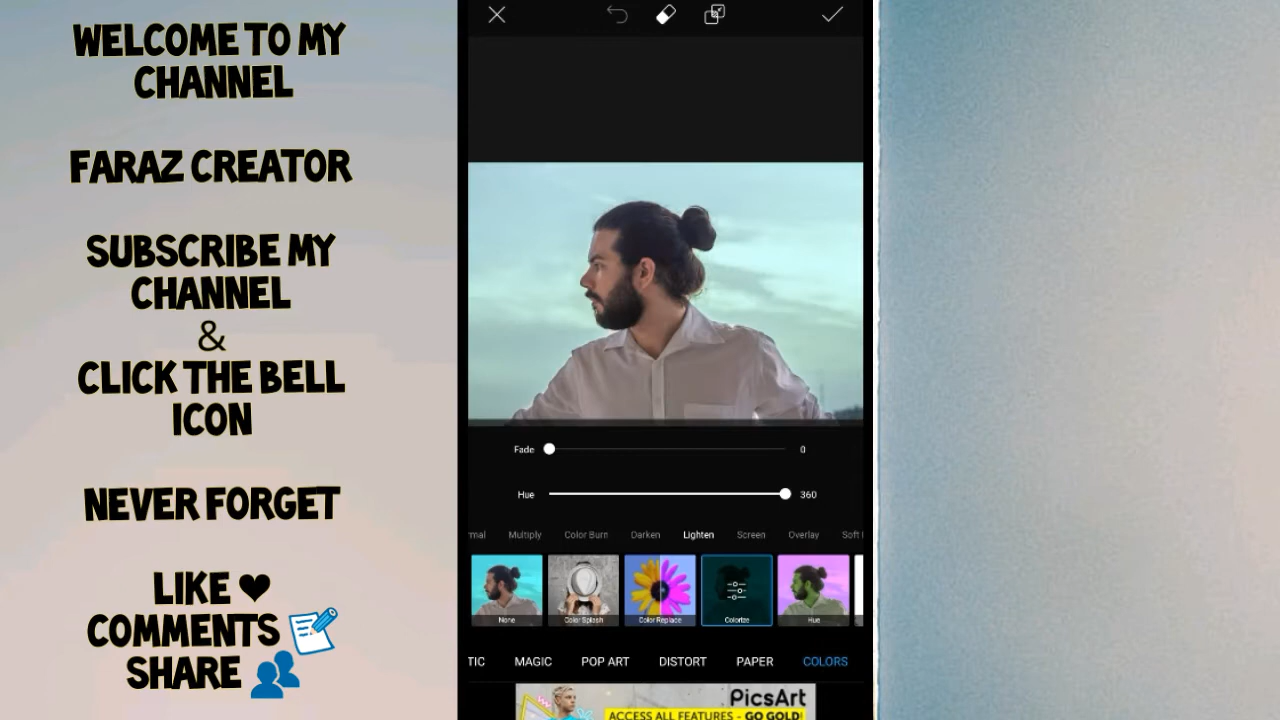 WELCOME TO MY
CHANNEL
FARAZ CREATOR
SUBSCRIBE MY
CHANNEL
&
CLICK THE BELL
ICON
NEVER FORGET
LIKE ❤
COMMENTS 📝
SHARE 👥
Fade 0
Hue 360
mal Multiply Color Burn Darken Lighten Screen Overlay Soft
None Color Splash Color Replace Colorize Hue
TIC MAGIC POP ART DISTORT PAPER COLORS
PicsArt
ACCESS ALL FEATURES - GO GOLD!